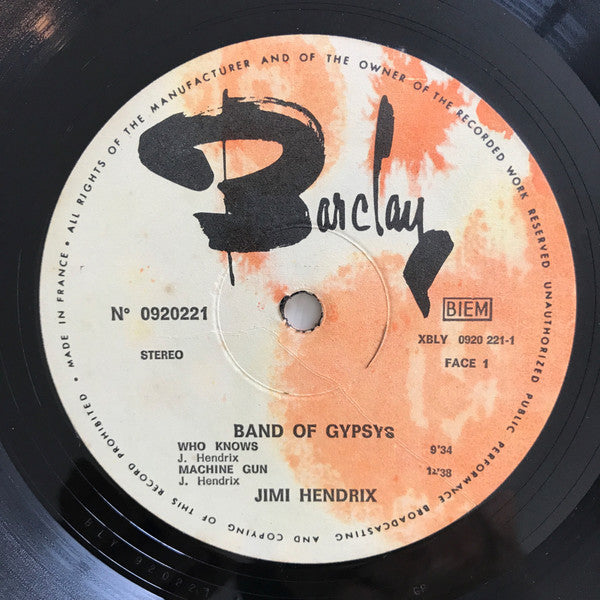 MADE IN FRANCE • ALL RIGHTS OF THE MANUFACTURER AND OF THE OWNER OF THE RECORDED WORK RESERVED UNAUTHORIZED PUBLIC PERFORMANCE BROADCASTING AND COPYING OF THIS RECORD PROHIBITED •
Barclay
N° 0920221
BIEM
XBLY 0920 221-1
STEREO
FACE 1
BAND OF GYPSYS
WHO KNOWS 9'34
J. Hendrix
MACHINE GUN
J. Hendrix
JIMI HENDRIX